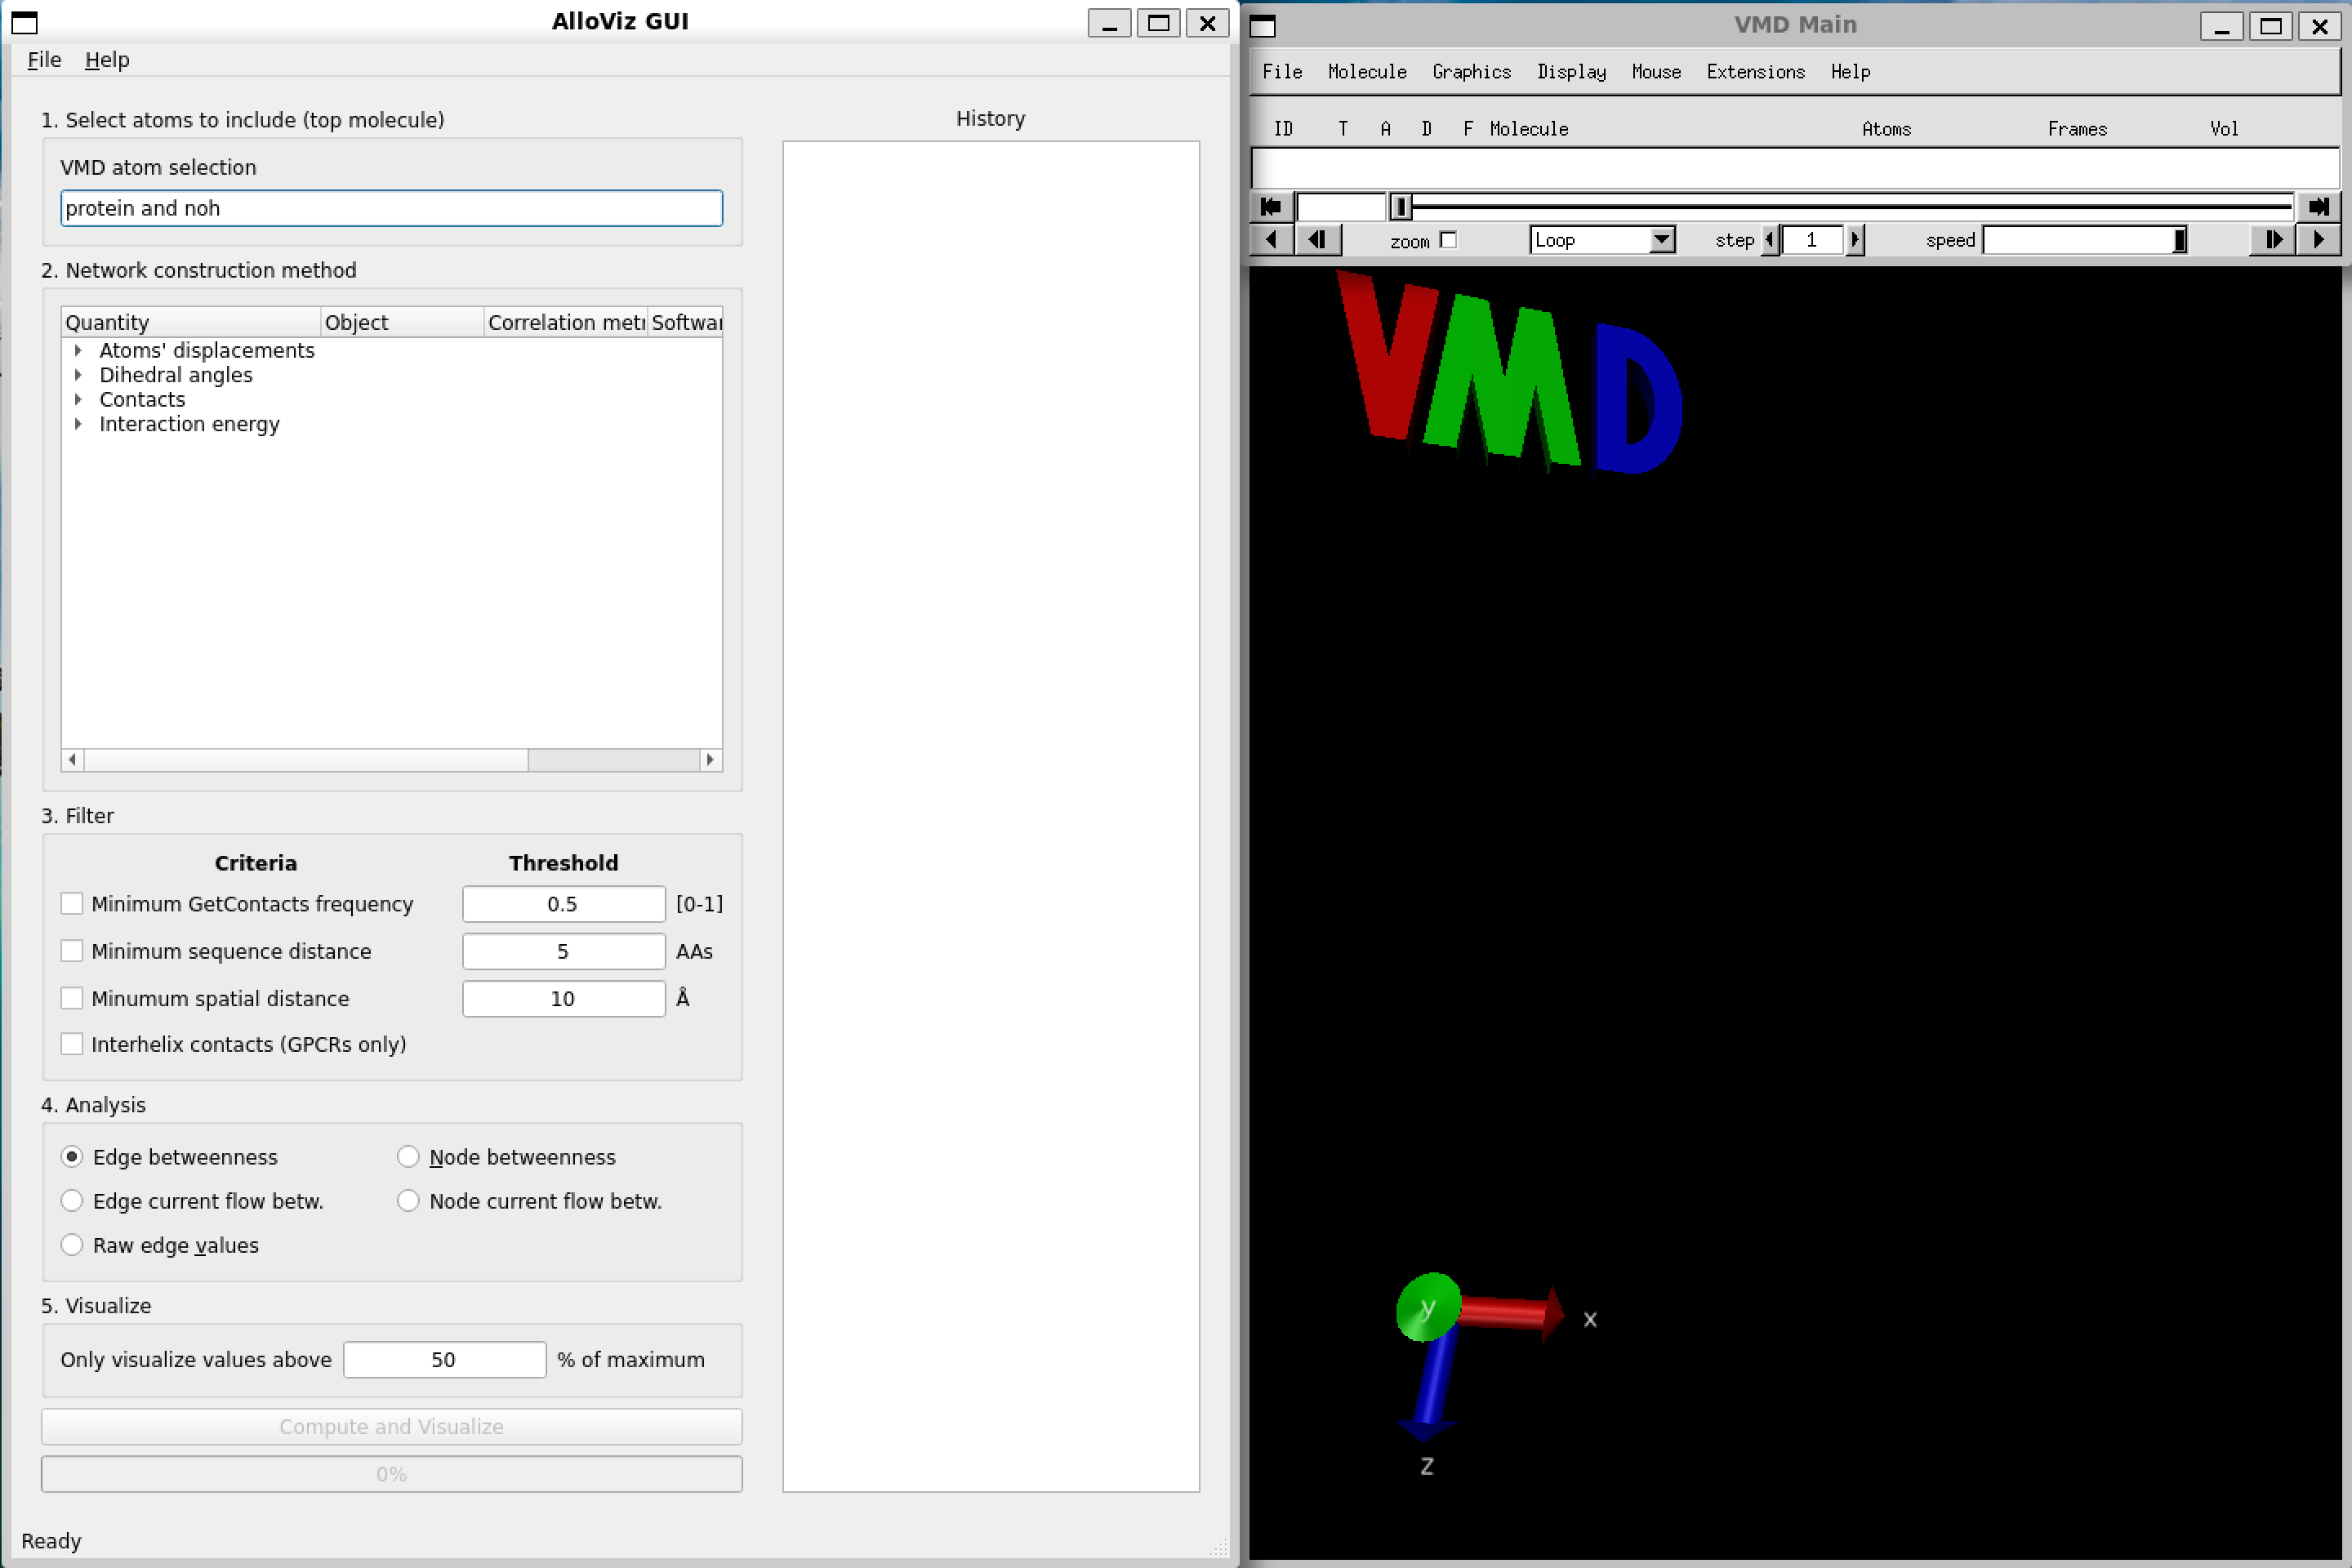 AlloViz GUI
File Help
1. Select atoms to include (top molecule)
VMD atom selection
protein and noh
2. Network construction method
Quantity Object Correlation metr Softwar
Atoms' displacements
Dihedral angles
Contacts
Interaction energy
3. Filter
Criteria Threshold
Minimum GetContacts frequency 0.5 [0-1]
Minimum sequence distance 5 AAs
Minumum spatial distance 10 Å
Interhelix contacts (GPCRs only)
4. Analysis
Edge betweenness Node betweenness
Edge current flow betw. Node current flow betw.
Raw edge values
5. Visualize
Only visualize values above 50 % of maximum
Compute and Visualize
0%
Ready
History
VMD Main
File Molecule Graphics Display Mouse Extensions Help
ID T A D F Molecule Atoms Frames Vol
zoom Loop step 1 speed
VMD
y x
z